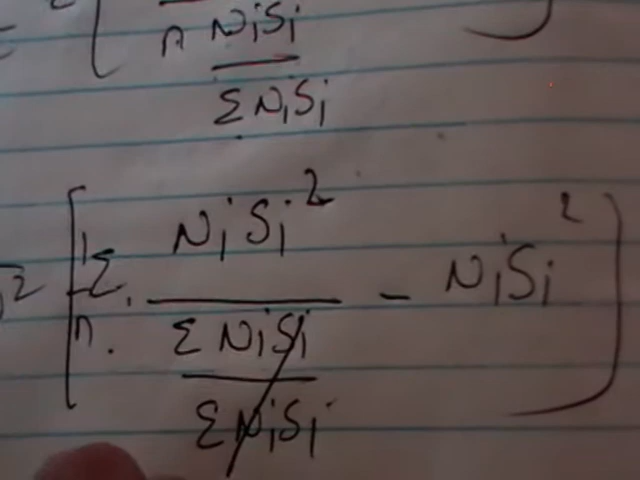 n NiSi
ΣNiSi
[ 1/n Σ. NiSi² - NiSi² ]
ΣNiSi
ΣNiSi